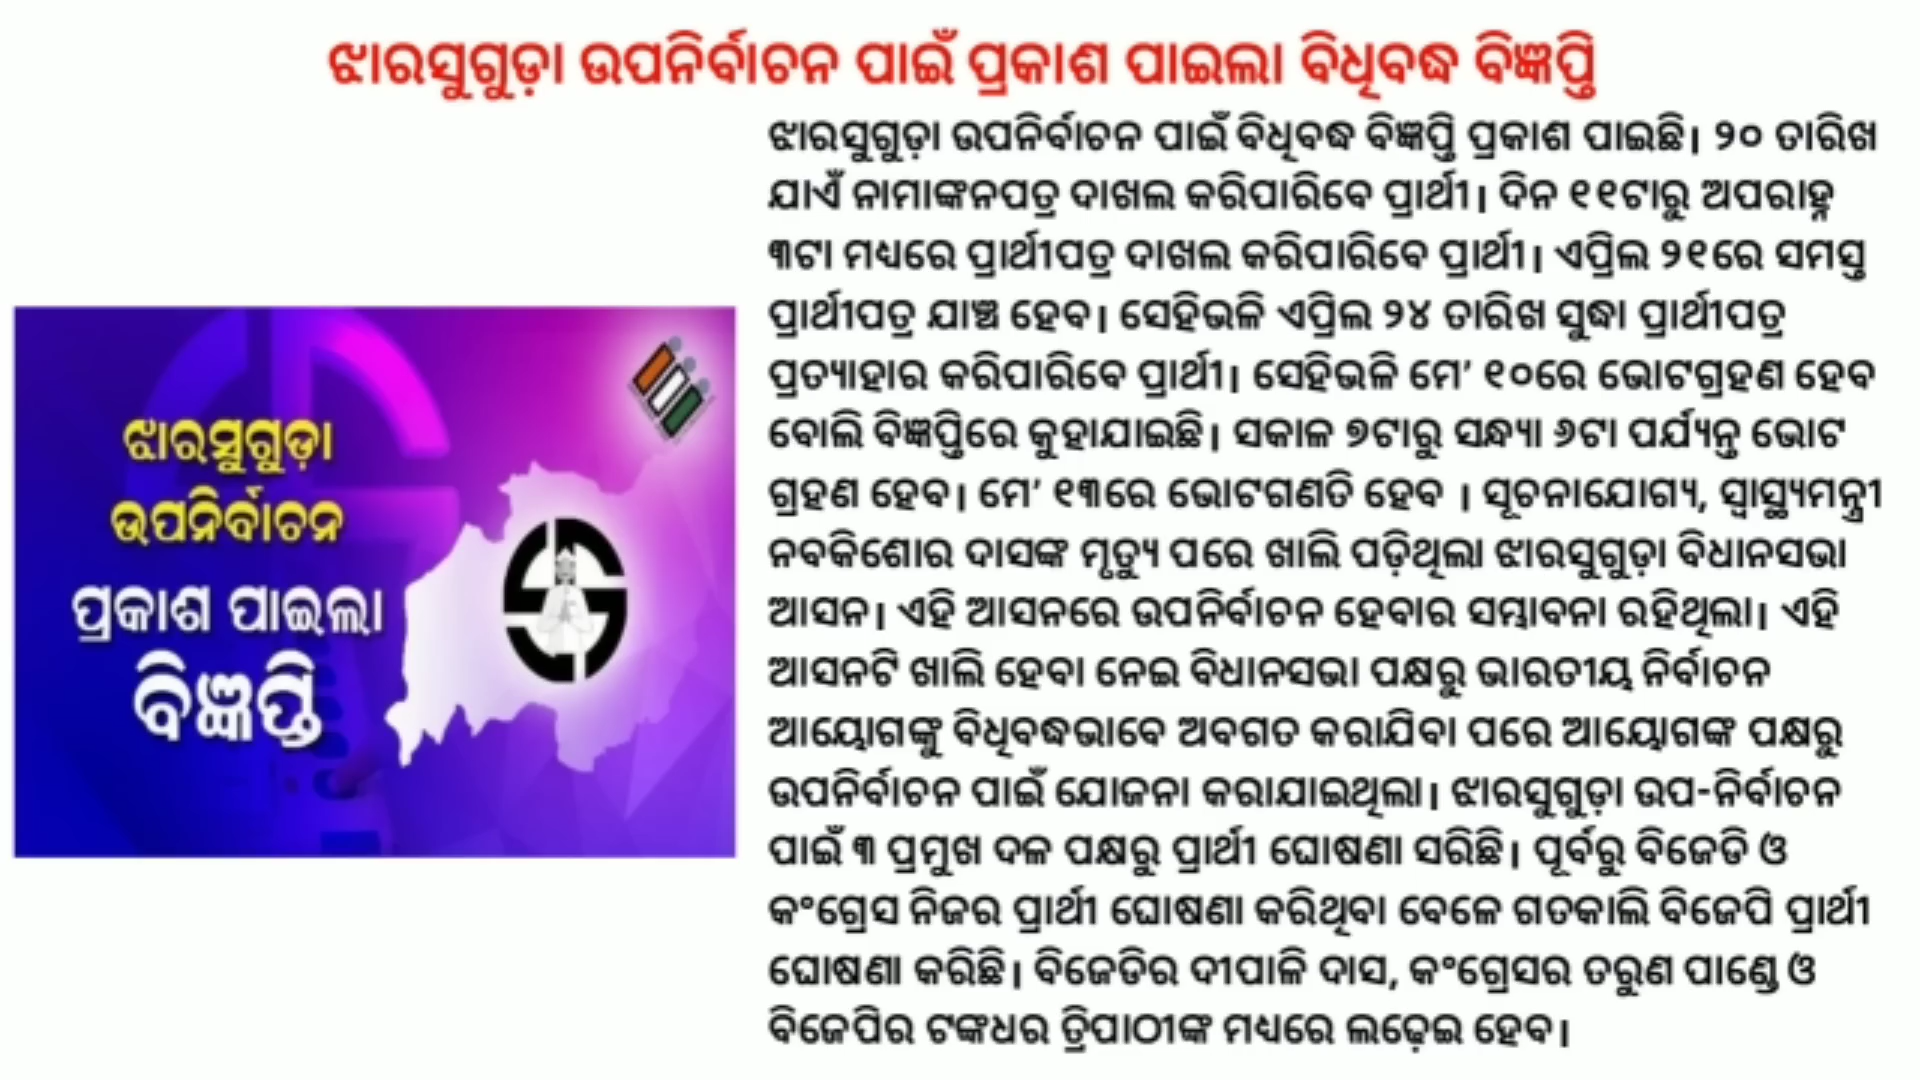 ଝାରସୁଗୁଡ଼ା ଉପନିର୍ବାଚନ ପାଇଁ ପ୍ରକାଶ ପାଇଲା ବିଧିବଦ୍ଧ ବିଜ୍ଞପ୍ତି
ଝାରସୁଗୁଡ଼ା
ଉପନିର୍ବାଚନ
ପ୍ରକାଶ ପାଇଲା
ବିଜ୍ଞପ୍ତି
ଝାରସୁଗୁଡ଼ା ଉପନିର୍ବାଚନ ପାଇଁ ବିଧିବଦ୍ଧ ବିଜ୍ଞପ୍ତି ପ୍ରକାଶ ପାଇଛି। ୨୦ ତାରିଖ
ଯାଏଁ ନାମାଙ୍କନପତ୍ର ଦାଖଲ କରିପାରିବେ ପ୍ରାର୍ଥୀ। ଦିନ ୧୧ଟାରୁ ଅପରାହ୍ନ
୩ଟା ମଧ୍ୟରେ ପ୍ରାର୍ଥୀପତ୍ର ଦାଖଲ କରିପାରିବେ ପ୍ରାର୍ଥୀ। ଏପ୍ରିଲ ୨୧ରେ ସମସ୍ତ
ପ୍ରାର୍ଥୀପତ୍ର ଯାଞ୍ଚ ହେବ। ସେହିଭଳି ଏପ୍ରିଲ ୨୪ ତାରିଖ ସୁଦ୍ଧା ପ୍ରାର୍ଥୀପତ୍ର
ପ୍ରତ୍ୟାହାର କରିପାରିବେ ପ୍ରାର୍ଥୀ। ସେହିଭଳି ମେ’ ୧୦ରେ ଭୋଟଗ୍ରହଣ ହେବ
ବୋଲି ବିଜ୍ଞପ୍ତିରେ କୁହାଯାଇଛି। ସକାଳ ୭ଟାରୁ ସନ୍ଧ୍ୟା ୬ଟା ପର୍ଯ୍ୟନ୍ତ ଭୋଟ
ଗ୍ରହଣ ହେବ। ମେ’ ୧୩ରେ ଭୋଟଗଣତି ହେବ । ସୂଚନାଯୋଗ୍ୟ, ସ୍ୱାସ୍ଥ୍ୟମନ୍ତ୍ରୀ
ନବକିଶୋର ଦାସଙ୍କ ମୃତ୍ୟୁ ପରେ ଖାଲି ପଡ଼ିଥିଲା ଝାରସୁଗୁଡ଼ା ବିଧାନସଭା
ଆସନ। ଏହି ଆସନରେ ଉପନିର୍ବାଚନ ହେବାର ସମ୍ଭାବନା ରହିଥିଲା। ଏହି
ଆସନଟି ଖାଲି ହେବା ନେଇ ବିଧାନସଭା ପକ୍ଷରୁ ଭାରତୀୟ ନିର୍ବାଚନ
ଆୟୋଗଙ୍କୁ ବିଧିବଦ୍ଧଭାବେ ଅବଗତ କରାଯିବା ପରେ ଆୟୋଗଙ୍କ ପକ୍ଷରୁ
ଉପନିର୍ବାଚନ ପାଇଁ ଯୋଜନା କରାଯାଇଥିଲା। ଝାରସୁଗୁଡ଼ା ଉପ-ନିର୍ବାଚନ
ପାଇଁ ୩ ପ୍ରମୁଖ ଦଳ ପକ୍ଷରୁ ପ୍ରାର୍ଥୀ ଘୋଷଣା ସରିଛି। ପୂର୍ବରୁ ବିଜେଡି ଓ
କଂଗ୍ରେସ ନିଜର ପ୍ରାର୍ଥୀ ଘୋଷଣା କରିଥିବା ବେଳେ ଗତକାଲି ବିଜେପି ପ୍ରାର୍ଥୀ
ଘୋଷଣା କରିଛି। ବିଜେଡିର ଦୀପାଳି ଦାସ, କଂଗ୍ରେସର ତରୁଣ ପାଣ୍ଡେ ଓ
ବିଜେପିର ଟଙ୍କଧର ତ୍ରିପାଠୀଙ୍କ ମଧ୍ୟରେ ଲଢ଼େଇ ହେବ।